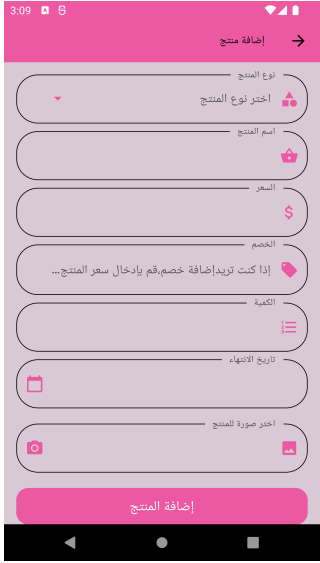 3:09
إضافة منتج
نوع المنتج
اختر نوع المنتج
اسم المنتج
السعر
الخصم
إذا كنت تريدإضافة خصم،قم بإدخال سعر المنتج...
الكمية
تاريخ الانتهاء
اختر صورة للمنتج
إضافة المنتج